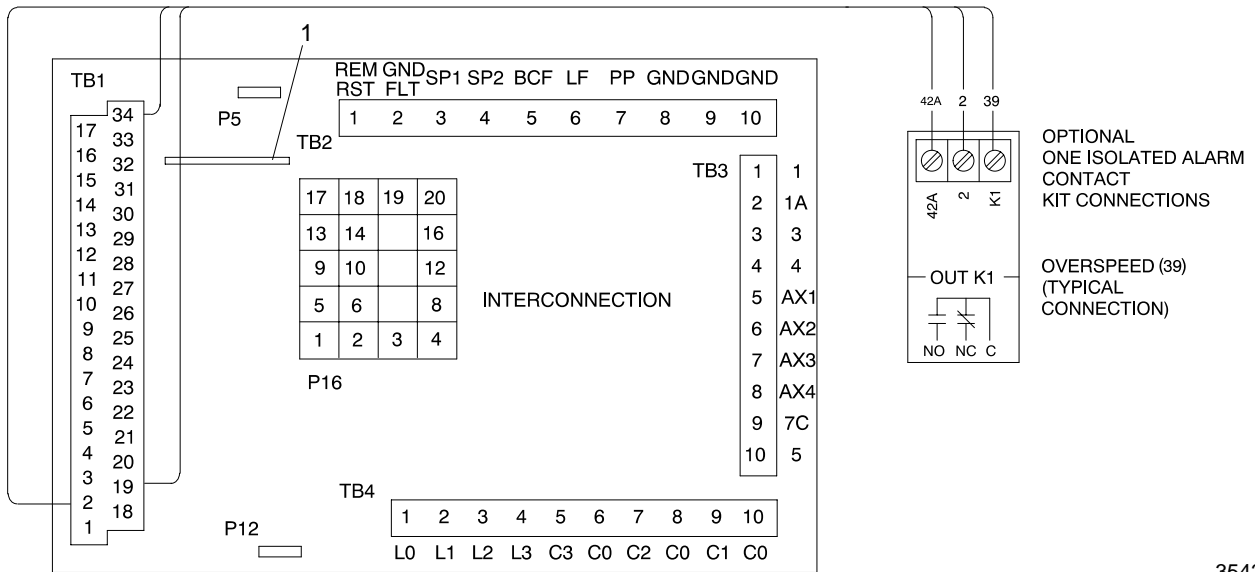 1
TB1
REM GND SP1 SP2 BCF LF PP GND GND GND
RST FLT
1 2 3 4 5 6 7 8 9 10
P5
TB2
34
33
32
31
30
29
28
27
26
25
24
23
22
21
20
19
18
17
16
15
14
13
12
11
10
9
8
7
6
5
4
3
2
1
17 18 19 20
13 14 16
9 10 12
5 6 8
1 2 3 4
P16
INTERCONNECTION
TB3
1 1
2 1A
3 3
4 4
5 AX1
6 AX2
7 AX3
8 AX4
9 7C
10 5
TB4
1 2 3 4 5 6 7 8 9 10
L0 L1 L2 L3 C3 C0 C2 C0 C1 C0
P12
42A 2 39
42A 2 K1
OUT K1
NO NC C
OPTIONAL
ONE ISOLATED ALARM
CONTACT
KIT CONNECTIONS
OVERSPEED (39)
(TYPICAL
CONNECTION)